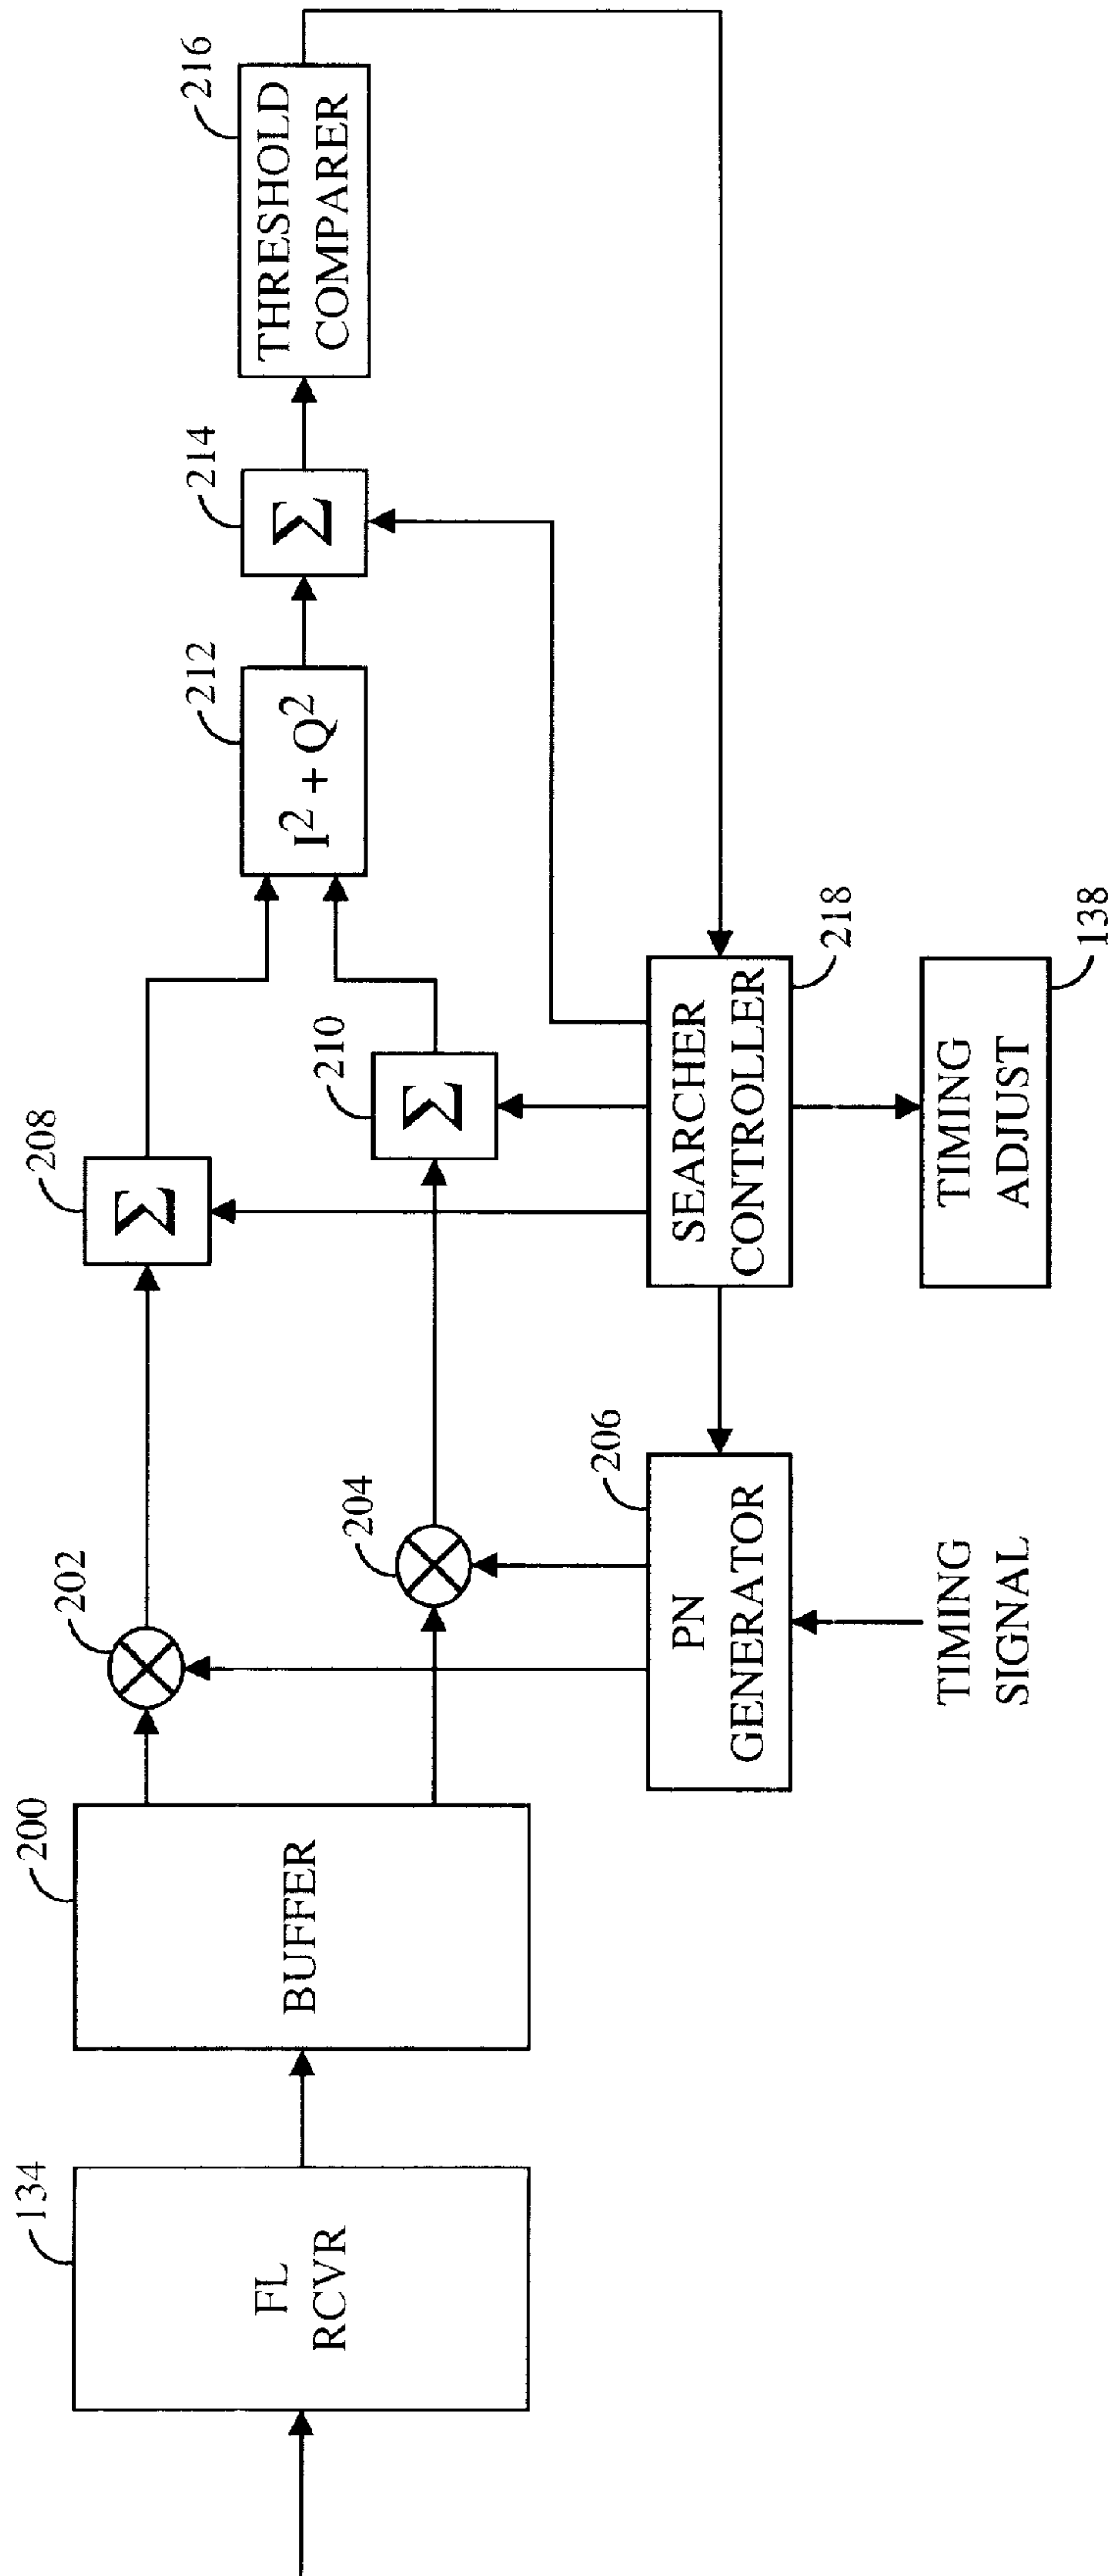 134
FL
RCVR
200
BUFFER
202
204
206
PN
GENERATOR
TIMING
SIGNAL
208
Σ
210
Σ
212
I² + Q²
214
Σ
216
THRESHOLD
COMPARER
SEARCHER
CONTROLLER
218
TIMING
ADJUST
138